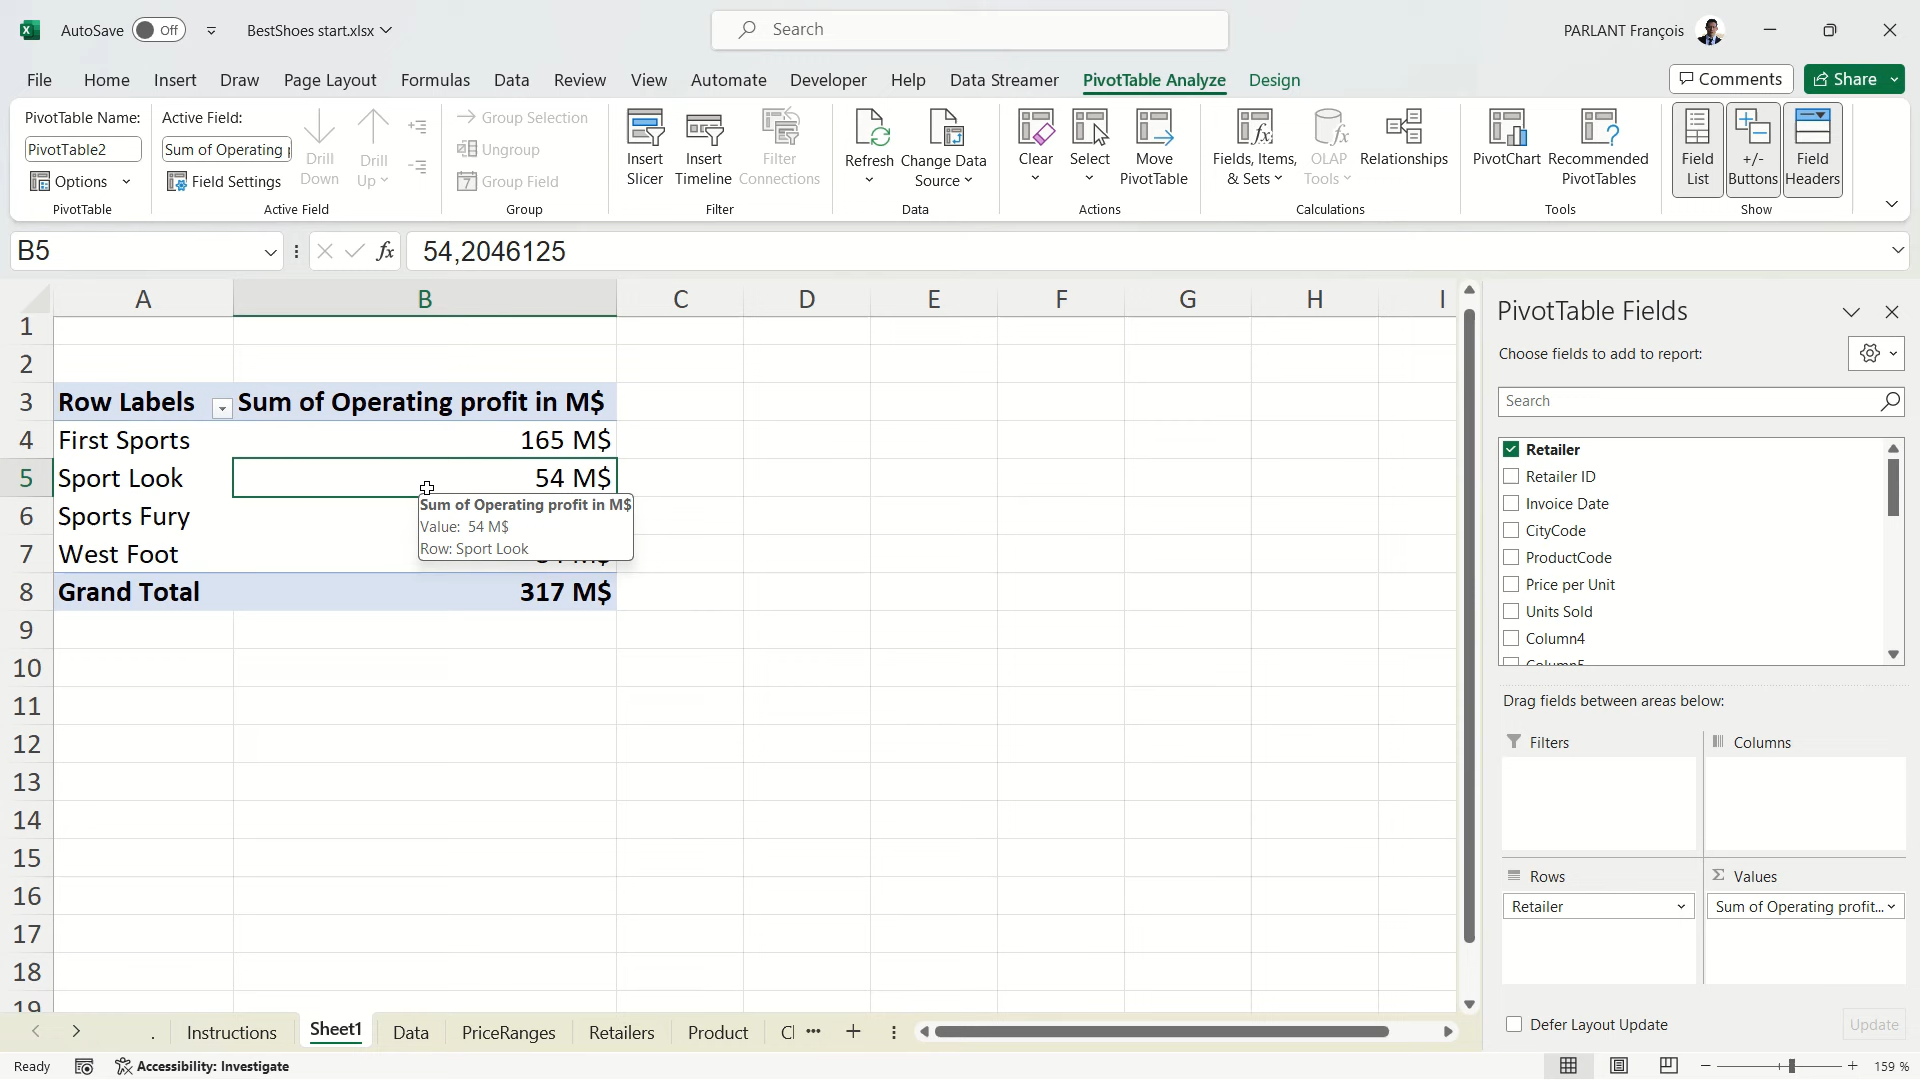 AutoSave Off BestShoes start.xlsx Search PARLANT François
File Home Insert Draw Page Layout Formulas Data Review View Automate Developer Help Data Streamer PivotTable Analyze Design Comments Share
PivotTable Name:
PivotTable2
Options
PivotTable
Active Field:
Sum of Operating
Field Settings
Drill Down
Drill Up
Active Field
Group Selection
Ungroup
Group Field
Group
Insert Slicer
Insert Timeline
Filter Connections
Filter
Refresh
Change Data Source
Data
Clear
Select
Move PivotTable
Actions
Fields, Items, & Sets
OLAP Tools
Relationships
Calculations
PivotChart
Recommended PivotTables
Tools
Field List
+/- Buttons
Field Headers
Show
B5 fx 54,2046125
A B C D E F G H I
1
2
3 Row Labels Sum of Operating profit in M$
4 First Sports 165 M$
5 Sport Look 54 M$
6 Sports Fury
7 West Foot
8 Grand Total 317 M$
9
10
11
12
13
14
15
16
17
18
19
Sum of Operating profit in M$
Value: 54 M$
Row: Sport Look
PivotTable Fields
Choose fields to add to report:
Search
Retailer
Retailer ID
Invoice Date
CityCode
ProductCode
Price per Unit
Units Sold
Column4
Column5
Drag fields between areas below:
Filters
Columns
Rows
Values
Retailer
Sum of Operating profit...
Defer Layout Update
Update
. Instructions Sheet1 Data PriceRanges Retailers Product
Ready Accessibility: Investigate 159 %